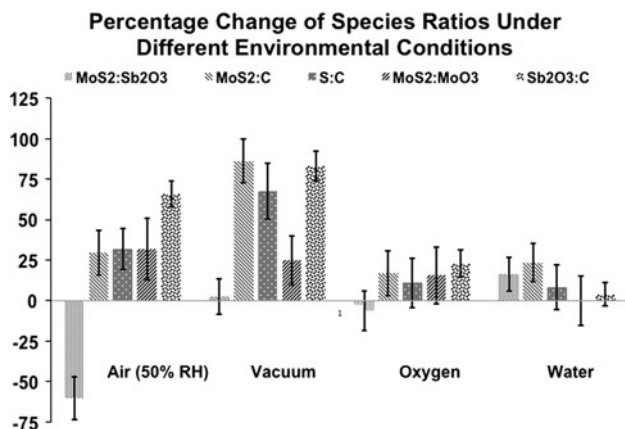 Percentage Change of Species Ratios Under
Different Environmental Conditions
MoS2:Sb2O3 MoS2:C S:C MoS2:MoO3 Sb2O3:C
125
100
75
50
25
0
-25
-50
-75
Air (50% RH) Vacuum Oxygen Water
1